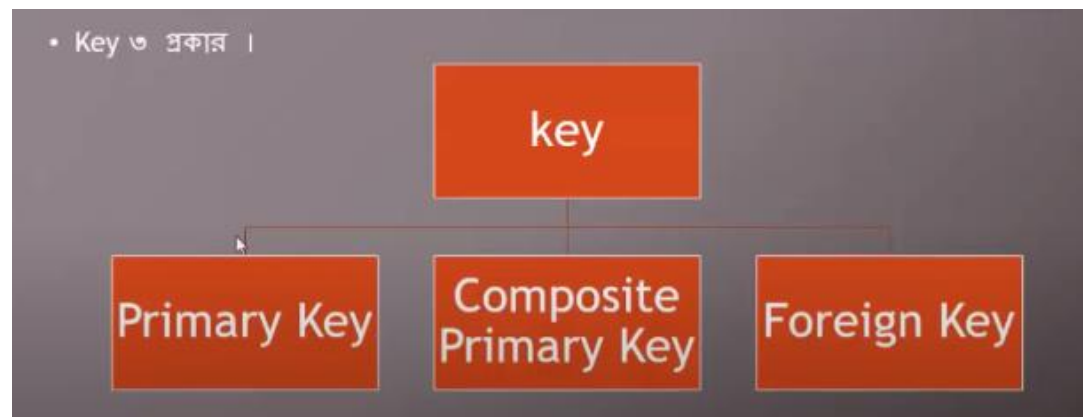 • Key ৩ প্রকার ।
key
Primary Key
Composite
Primary Key
Foreign Key